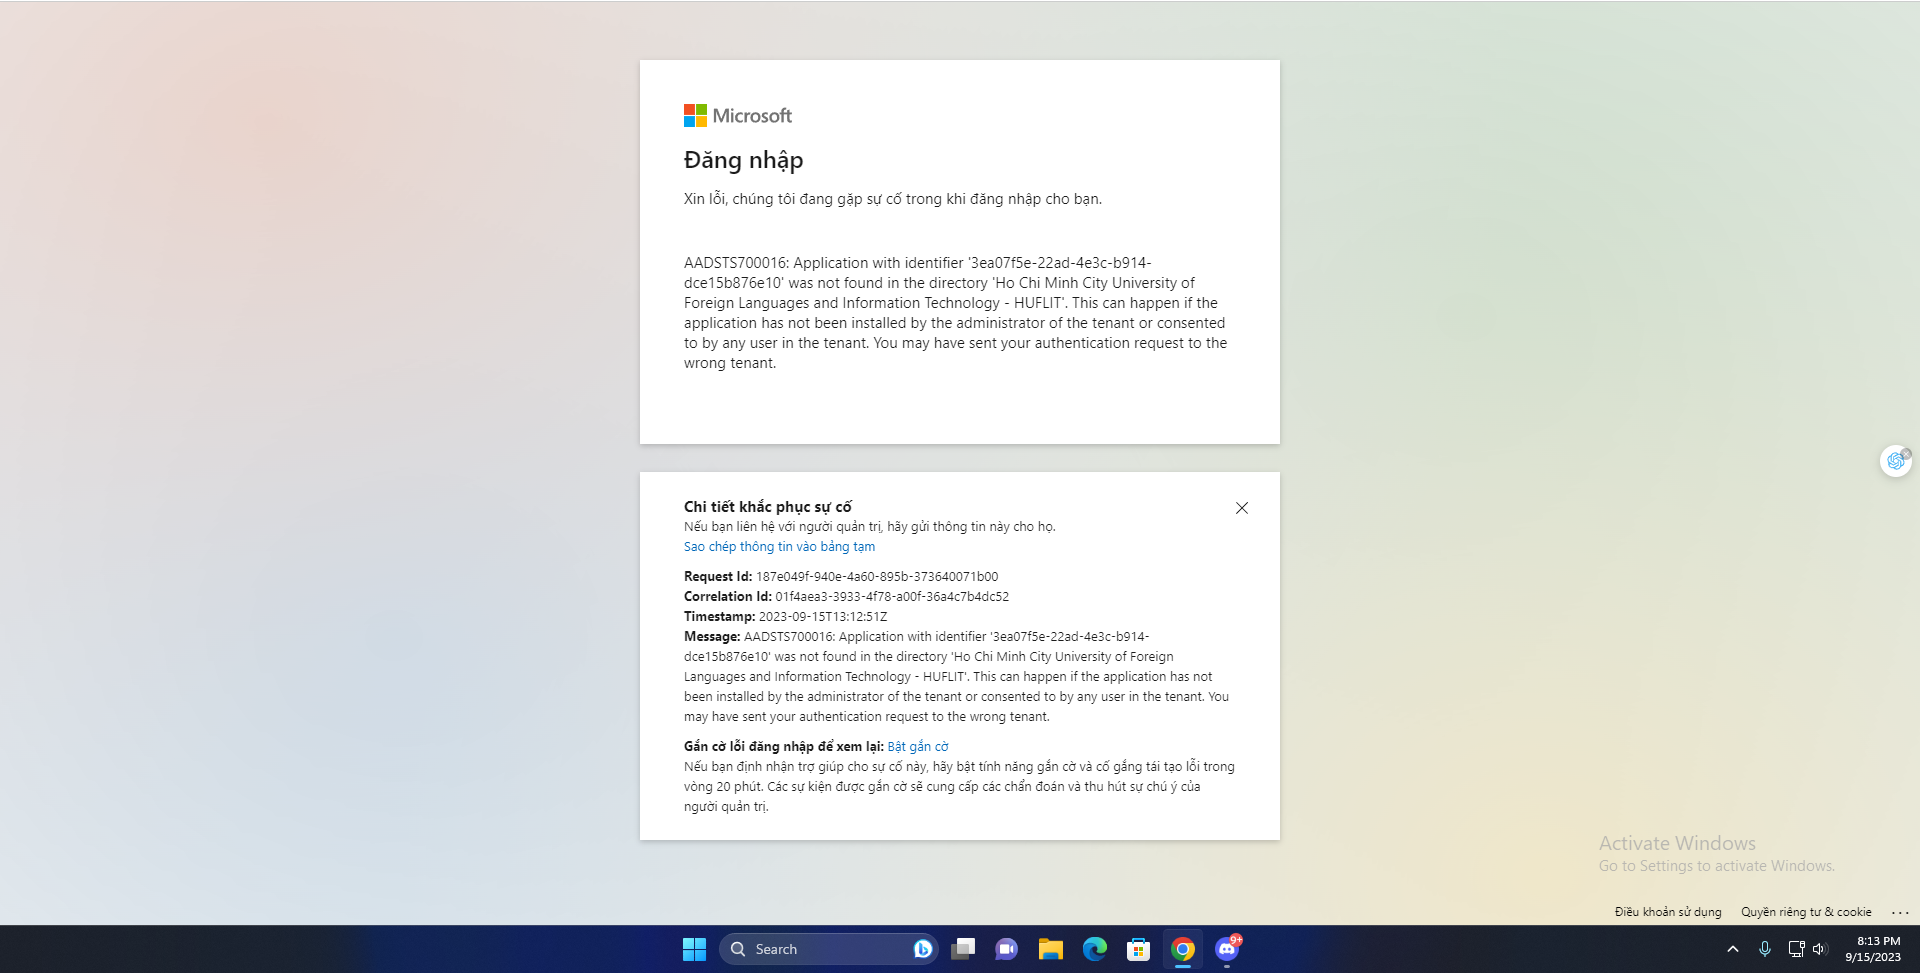 Microsoft
Đăng nhập
Xin lỗi, chúng tôi đang gặp sự cố trong khi đăng nhập cho bạn.
AADSTS700016: Application with identifier '3ea07f5e-22ad-4e3c-b914-
dce15b876e10' was not found in the directory 'Ho Chi Minh City University of
Foreign Languages and Information Technology - HUFLIT'. This can happen if the
application has not been installed by the administrator of the tenant or consented
to by any user in the tenant. You may have sent your authentication request to the
wrong tenant.
Chi tiết khắc phục sự cố
Nếu bạn liên hệ với người quản trị, hãy gửi thông tin này cho họ.
Sao chép thông tin vào bảng tạm
Request Id: 187e049f-940e-4a60-895b-373640071b00
Correlation Id: 01f4aea3-3933-4f78-a00f-36a4c7b4dc52
Timestamp: 2023-09-15T13:12:51Z
Message: AADSTS700016: Application with identifier '3ea07f5e-22ad-4e3c-b914-
dce15b876e10' was not found in the directory 'Ho Chi Minh City University of Foreign
Languages and Information Technology - HUFLIT'. This can happen if the application has not
been installed by the administrator of the tenant or consented to by any user in the tenant. You
may have sent your authentication request to the wrong tenant.
Gắn cờ lỗi đăng nhập để xem lại: Bật gắn cờ
Nếu bạn định nhận trợ giúp cho sự cố này, hãy bật tính năng gắn cờ và cố gắng tái tạo lỗi trong
vòng 20 phút. Các sự kiện được gắn cờ sẽ cung cấp các chẩn đoán và thu hút sự chú ý của
người quản trị.
Activate Windows
Go to Settings to activate Windows.
Điều khoản sử dụng Quyền riêng tư & cookie ...
Search
9+
8:13 PM
9/15/2023